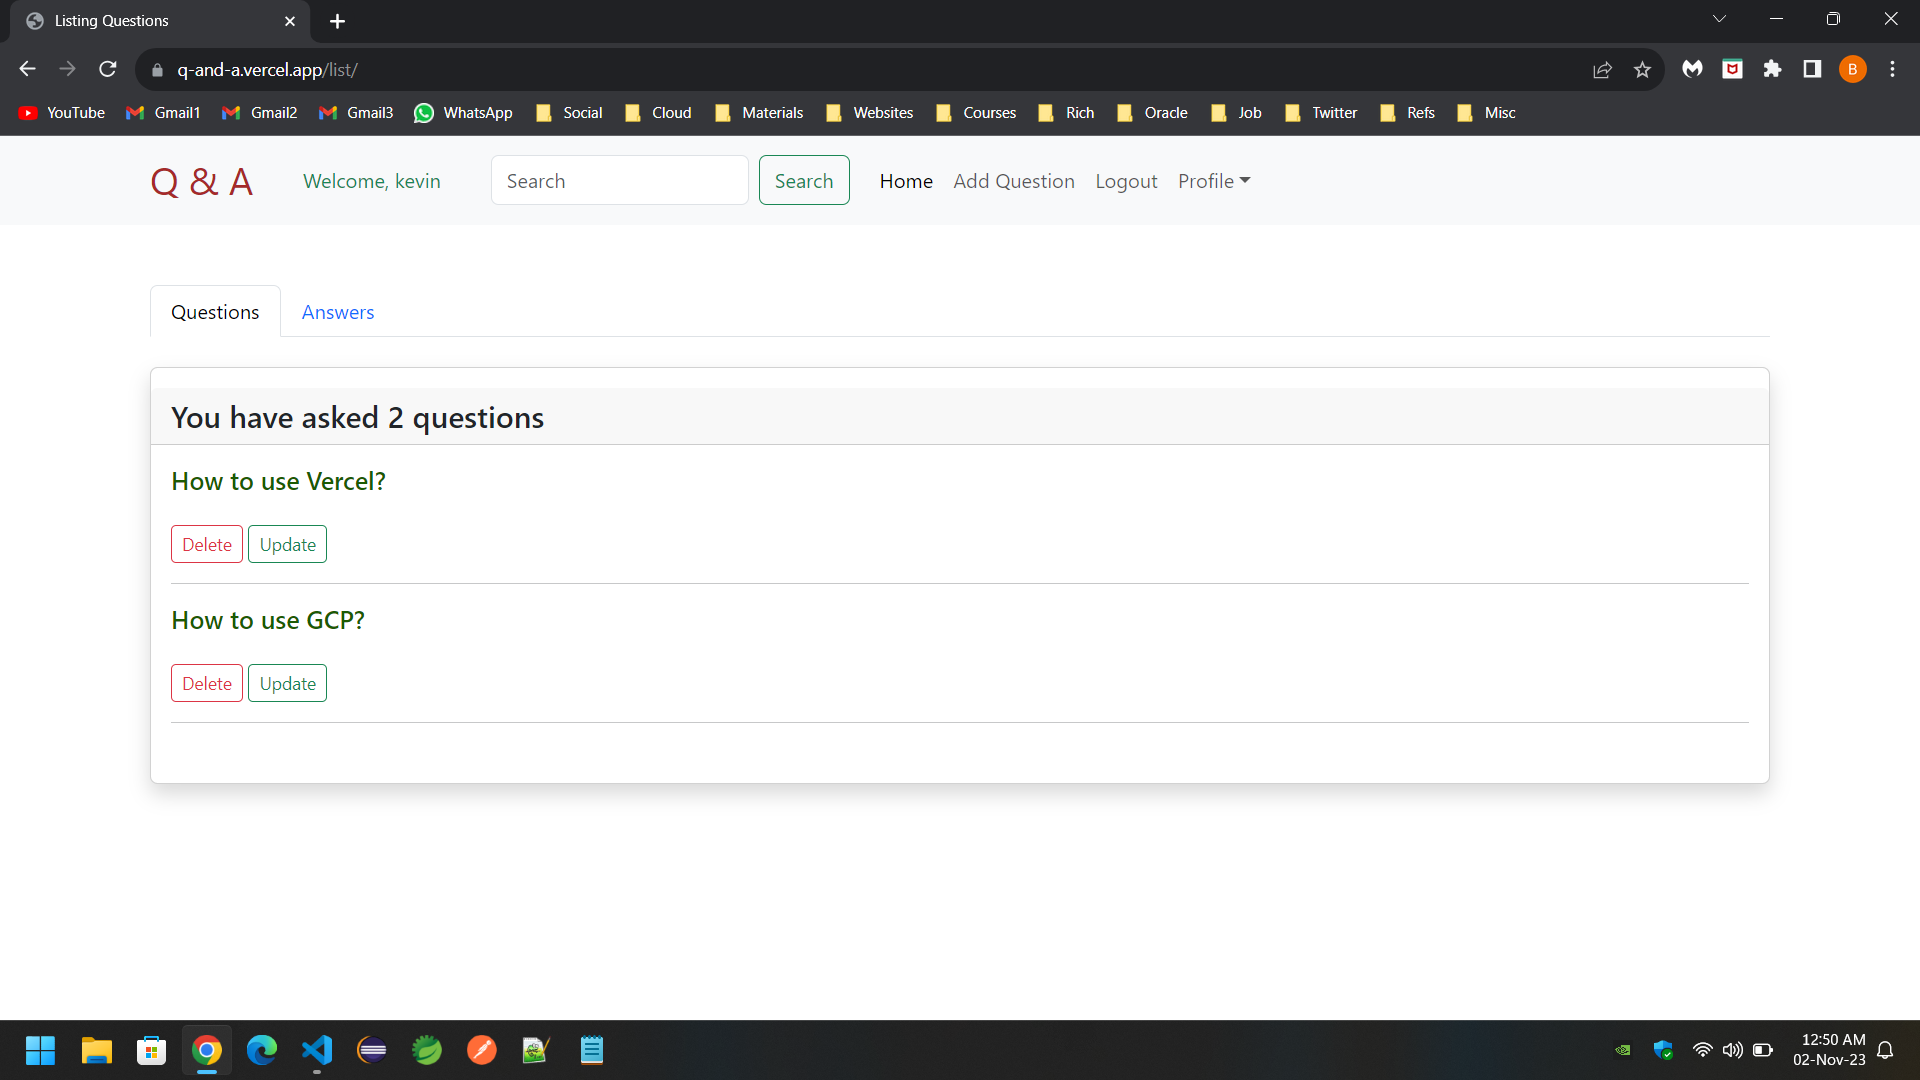 Listing Questions
q-and-a.vercel.app/list/
B
YouTube Gmail1 Gmail2 Gmail3 WhatsApp Social Cloud Materials Websites Courses Rich Oracle Job Twitter Refs Misc
Q & A Welcome, kevin Search Search Home Add Question Logout Profile
Questions Answers
You have asked 2 questions
How to use Vercel?
Delete Update
How to use GCP?
Delete Update
12:50 AM
02-Nov-23